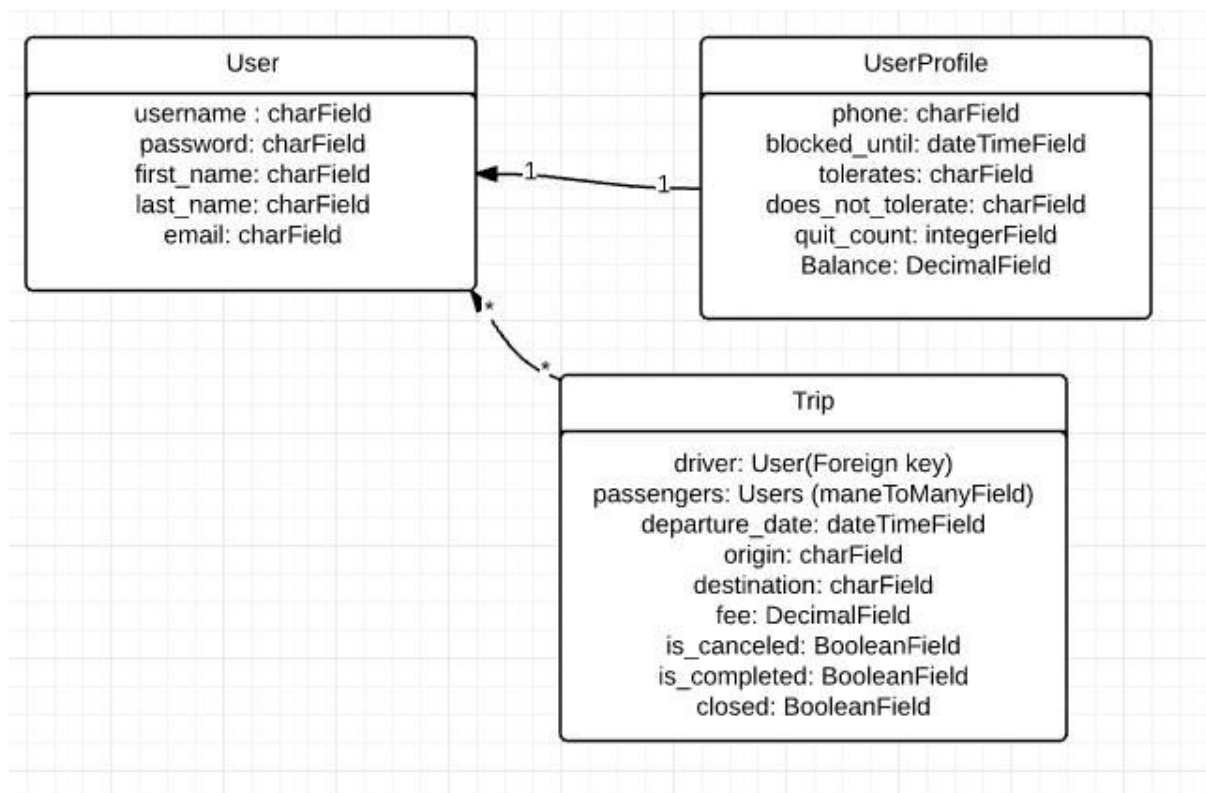 User
username : charField
password: charField
first_name: charField
last_name: charField
email: charField
1
1
UserProfile
phone: charField
blocked_until: dateTimeField
tolerates: charField
does_not_tolerate: charField
quit_count: integerField
Balance: DecimalField
*
*
Trip
driver: User(Foreign key)
passengers: Users (maneToManyField)
departure_date: dateTimeField
origin: charField
destination: charField
fee: DecimalField
is_canceled: BooleanField
is_completed: BooleanField
closed: BooleanField